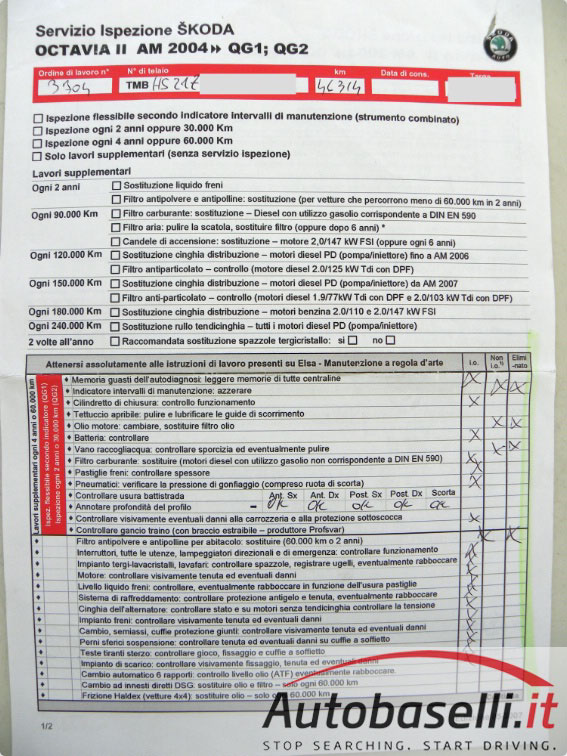 Servizio Ispezione ŠKODA
OCTAVIA II AM 2004 QG1; QG2
Ordine di lavoro n° N° di telaio km Data di cons. Targa
3304 TMB HS217 46314
Ispezione flessibile secondo indicatore intervalli di manutenzione (strumento combinato)
Ispezione ogni 2 anni oppure 30.000 Km
Ispezione ogni 4 anni oppure 60.000 Km
Solo lavori supplementari (senza servizio ispezione)
Lavori supplementari
Ogni 2 anni Sostituzione liquido freni
Filtro antipolvere e antipolline: sostituzione (per vetture che percorrono meno di 60.000 km in 2 anni)
Ogni 90.000 Km Filtro carburante: sostituzione – Diesel con utilizzo gasolio corrispondente a DIN EN 590
Filtro aria: pulire la scatola, sostituire filtro (oppure dopo 6 anni) *
Candele di accensione: sostituzione – motore 2,0/147 kW FSI (oppure ogni 6 anni)
Ogni 120.000 Km Sostituzione cinghia distribuzione – motori diesel PD (pompa/iniettore) fino a AM 2006
Filtro antiparticolato – controllo (motore diesel 2.0/125 kW Tdi con DPF)
Ogni 150.000 Km Sostituzione cinghia distribuzione – motori diesel PD (pompa/iniettore) da AM 2007
Filtro anti-particolato – controllo (motori diesel 1.9/77kW Tdi con DPF e 2.0/103 kW Tdi con DPF)
Ogni 180.000 Km Sostituzione cinghia distribuzione – motori benzina 2.0/110 e 2.0/147 kW FSI
Ogni 240.000 Km Sostituzione rullo tendicinghia – tutti i motori diesel PD (pompa/iniettore)
2 volte all'anno Raccomandata sostituzione spazzole tergicristallo: si no
Attenersi assolutamente alle istruzioni di lavoro presenti su Elsa - Manutenzione a regola d'arte i.o. Non i.o.¹⁾ Elimi-nato
Lavori supplementari ogni 4 anni o 60.000 km
Ispez. flessibile secondo indicatore (QG1)
Ispezione ogni 2 anni o 30.000 km (QG2)
Memoria guasti dell'autodiagnosi: leggere memorie di tutte centraline
Indicatore intervalli di manutenzione: azzerare
Cilindretto di chiusura: controllo funzionamento
Tettuccio apribile: pulire e lubrificare le guide di scorrimento
Olio motore: cambiare, sostituire filtro olio
Batteria: controllare
Vano raccogliacqua: controllare sporcizia ed eventualmente pulire
Filtro carburante: sostituire (motori diesel con utilizzo gasolio non corrispondente a DIN EN 590)
Pastiglie freni: controllare spessore
Pneumatici: verificare la pressione di gonfiaggio (compreso ruota di scorta)
Controllare usura battistrada Ant. Sx Ant. Dx Post. Sx Post. Dx Scorta
Annotare profondità del profilo – OK OK OK OK OK
Controllare visivamente eventuali danni alla carrozzeria e alla protezione sottoscocca
Controllare gancio traino (con braccio estraibile – produttore Profsvar)
Filtro antipolvere e antipolline per abitacolo: sostituire (60.000 km o 2 anni)
Interruttori, tutte le utenze, lampeggiatori direzionali e di emergenza: controllare funzionamento
Impianto tergi-lavacristalli, lavafari: controllare spazzole, registrare ugelli, eventualmente rabboccare
Motore: controllare visivamente tenuta ed eventuali danni
Livello liquido freni: controllare, eventualmente rabboccare in funzione dell'usura pastiglie
Sistema di raffreddamento: controllare protezione antigelo e tenuta, eventualmente rabboccare
Cinghia dell'alternatore: controllare stato e su motori senza tendicinghia controllare la tensione
Impianto freni: controllare visivamente tenuta ed eventuali danni
Cambio, semiassi, cuffie protezione giunti: controllare visivamente tenuta ed eventuali danni
Perni sferici sospensione: controllare tenuta ed eventuali danni su cuffie a soffietto
Teste tiranti sterzo: controllare gioco, fissaggio e cuffie a soffietto
Impianto di scarico: controllare visivamente fissaggio, tenuta ed eventuali danni
Cambio automatico 6 rapporti: controllo livello olio (ATF) eventualmente rabboccare.
Cambio ad innesti diretti DSG: sostituire olio e filtro – solo ogni 60.000 km
Frizione Haldex (vetture 4x4): sostituire olio – solo ogni 60.000 km
1/2
Autobaselli.it
STOP SEARCHING. START DRIVING.